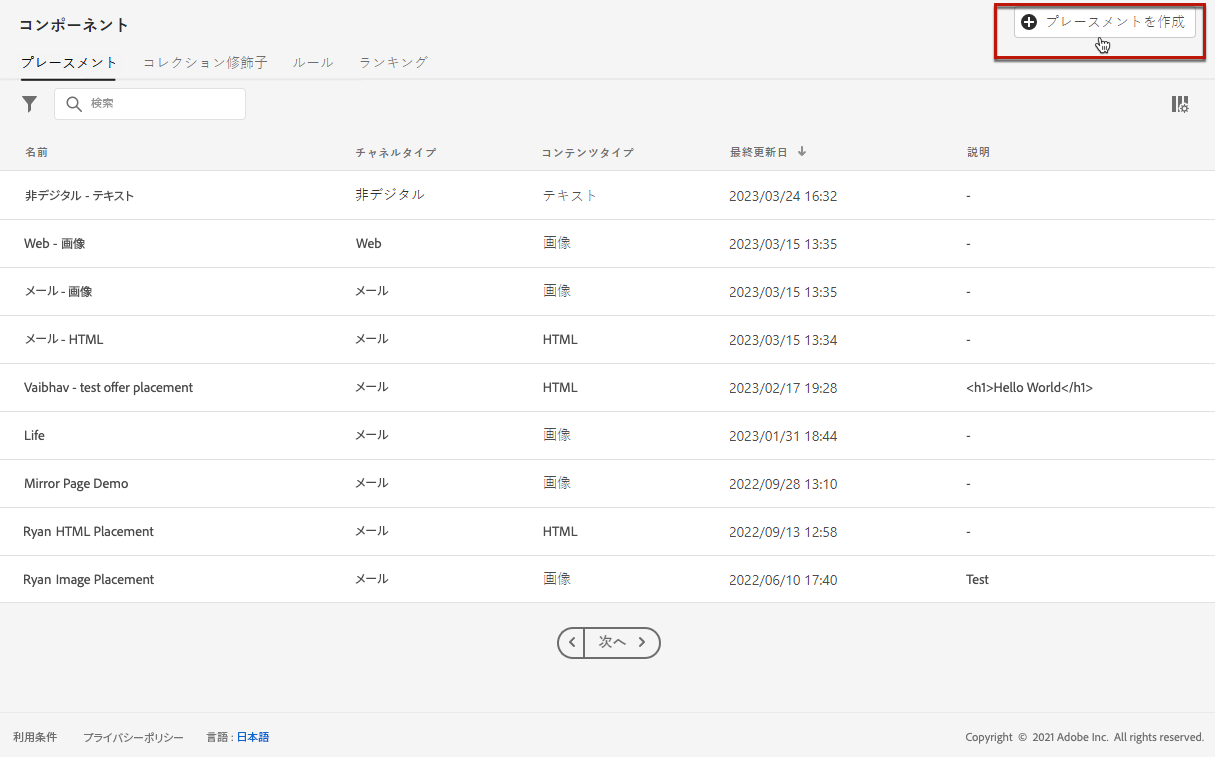 コンポーネント
プレースメントを作成
プレースメント コレクション修飾子 ルール ランキング
検索
名前 チャネルタイプ コンテンツタイプ 最終更新日 説明
非デジタル - テキスト 非デジタル テキスト 2023/03/24 16:32 -
Web - 画像 Web 画像 2023/03/15 13:35 -
メール - 画像 メール 画像 2023/03/15 13:35 -
メール - HTML メール HTML 2023/03/15 13:34 -
Vaibhav - test offer placement メール HTML 2023/02/17 19:28 <h1>Hello World</h1>
Life メール 画像 2023/01/31 18:44 -
Mirror Page Demo メール 画像 2022/09/28 13:10 -
Ryan HTML Placement メール HTML 2022/09/13 12:58 -
Ryan Image Placement メール 画像 2022/06/10 17:40 Test
次へ
利用条件 プライバシーポリシー 言語 : 日本語 Copyright © 2021 Adobe Inc. All rights reserved.